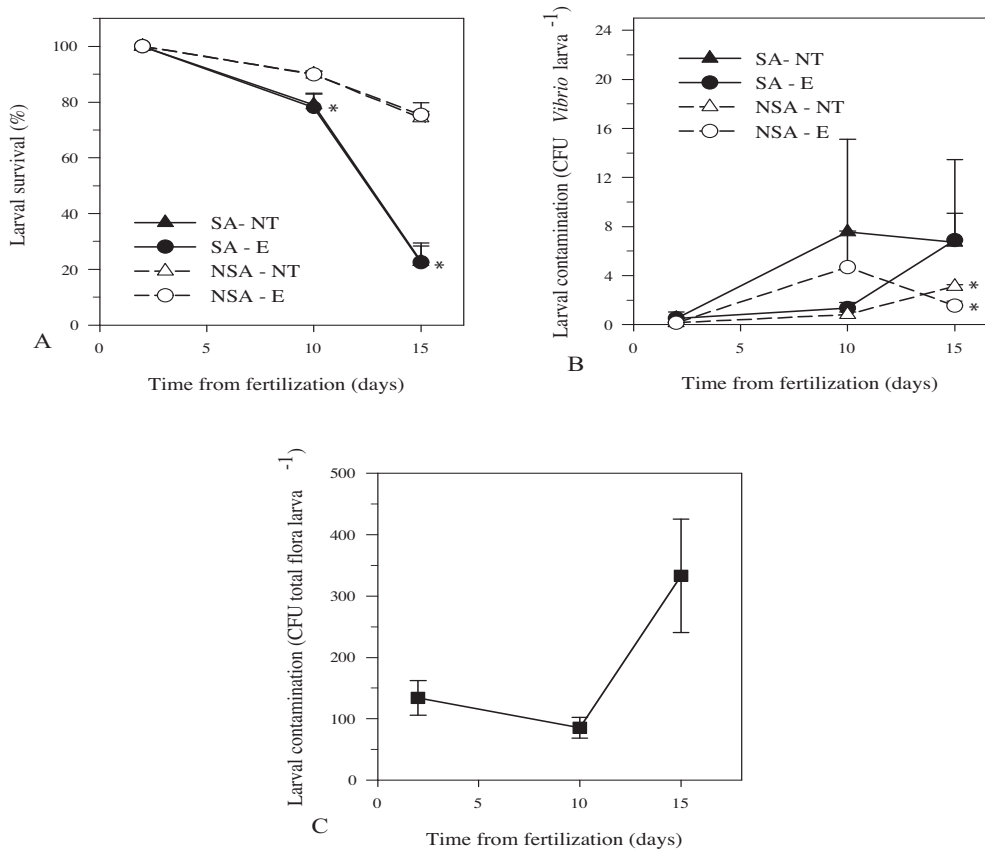 Larval survival (%)
100
80
60
40
20
0
SA- NT
SA - E
NSA - NT
NSA - E
*
*
0
5
10
15
Time from fertilization (days)
A
Larval contamination (CFU Vibrio larva -1)
24
20
16
12
8
4
0
SA- NT
SA - E
NSA - NT
NSA - E
*
*
0
5
10
15
Time from fertilization (days)
B
Larval contamination (CFU total flora larva -1
500
400
300
200
100
0
0
5
10
15
Time from fertilization (days)
C